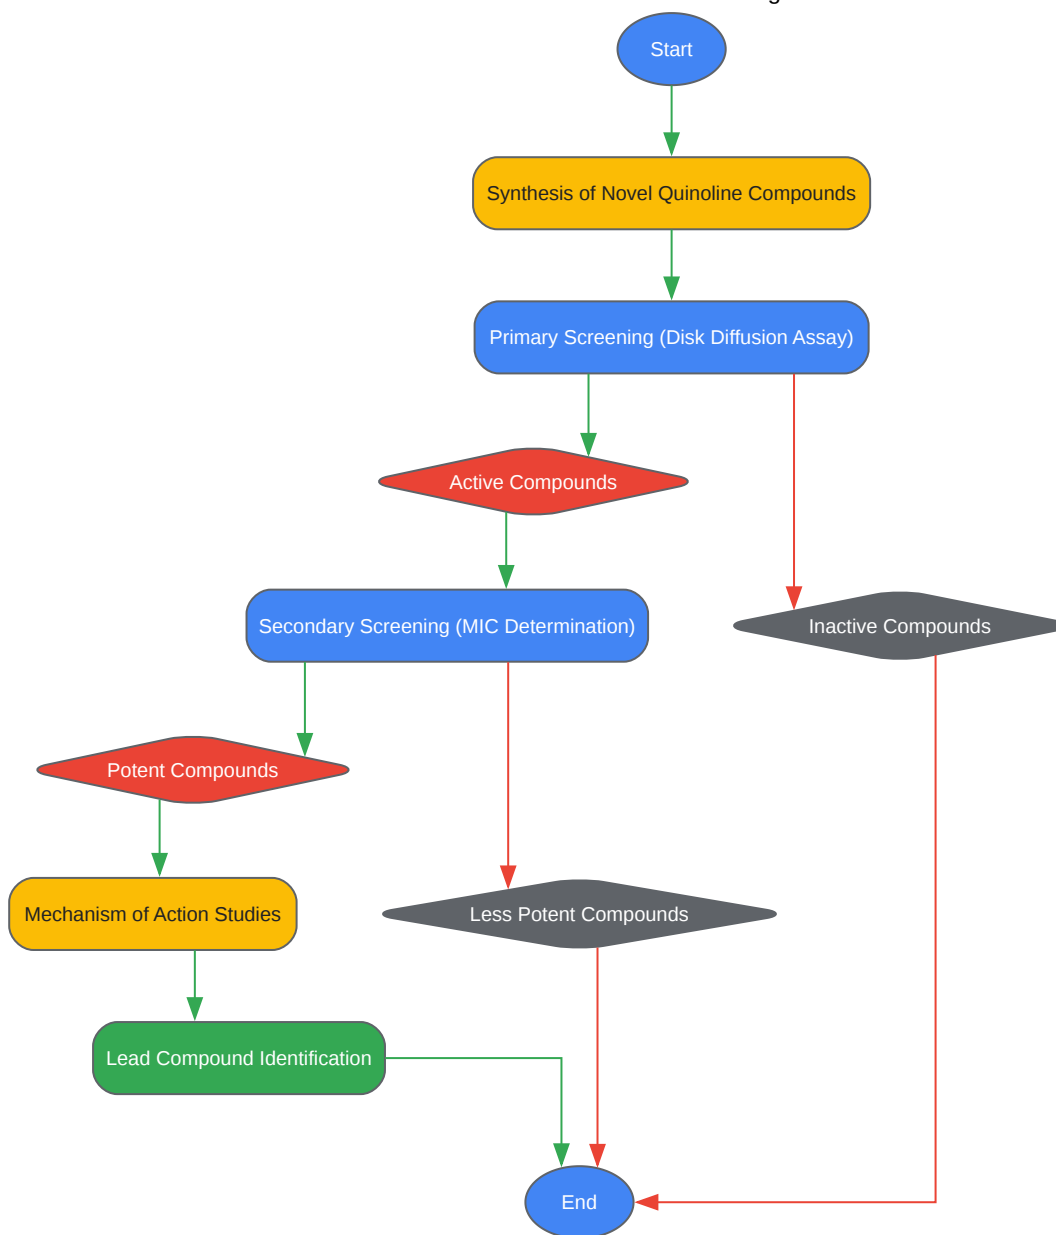 Start
Synthesis of Novel Quinoline Compounds
Primary Screening (Disk Diffusion Assay)
Active Compounds
Secondary Screening (MIC Determination)
Inactive Compounds
Potent Compounds
Mechanism of Action Studies
Less Potent Compounds
Lead Compound Identification
End